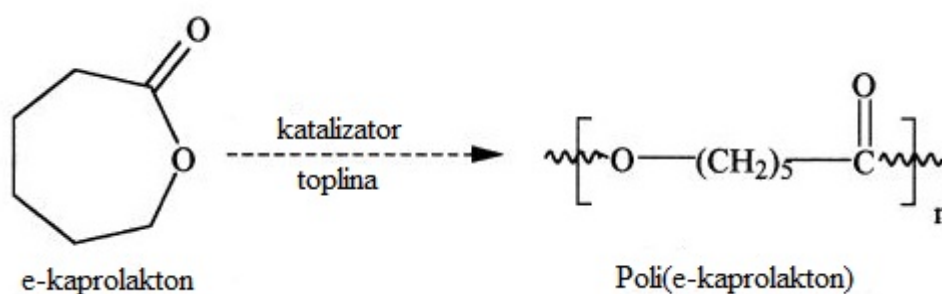 O
O
katalizator
toplina
e-kaprolakton
O
O—(CH2)5—C
n
Poli(e-kaprolakton)